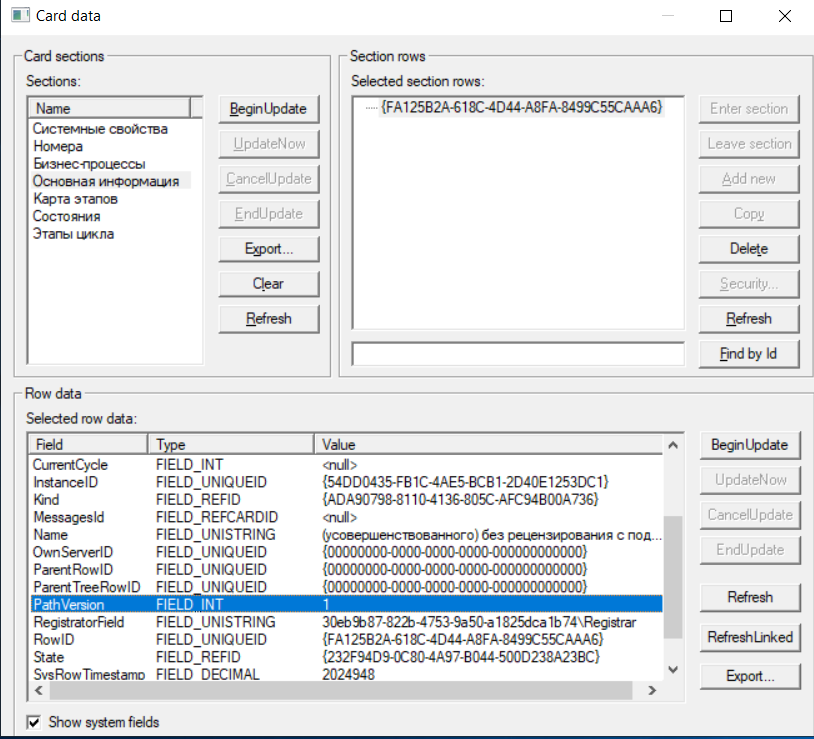 Card data
Card sections
Sections:
Name
Системные свойства
Номера
Бизнес-процессы
Основная информация
Карта этапов
Состояния
Этапы цикла
BeginUpdate
UpdateNow
CancelUpdate
EndUpdate
Export...
Clear
Refresh
Section rows
Selected section rows:
{FA125B2A-618C-4D44-A8FA-8499C55CAAA6}
Enter section
Leave section
Add new
Copy
Delete
Security...
Refresh
Find by Id
Row data
Selected row data:
Field Type Value
CurrentCycle FIELD_INT <null>
InstanceID FIELD_UNIQUEID {54DD0435-FB1C-4AE5-BCB1-2D40E1253DC1}
Kind FIELD_REFID {ADA90798-8110-4136-805C-AFC94B00A736}
MessagesId FIELD_REFCARDID <null>
Name FIELD_UNISTRING (усовершенствованного) без рецензирования с под...
OwnServerID FIELD_UNIQUEID {00000000-0000-0000-0000-000000000000}
ParentRowID FIELD_UNIQUEID {00000000-0000-0000-0000-000000000000}
ParentTreeRowID FIELD_UNIQUEID {00000000-0000-0000-0000-000000000000}
PathVersion FIELD_INT 1
RegistratorField FIELD_UNISTRING 30eb9b87-822b-4753-9a50-a1825dca1b74\Registrar
RowID FIELD_UNIQUEID {FA125B2A-618C-4D44-A8FA-8499C55CAAA6}
State FIELD_REFID {232F94D9-0C80-4A97-B044-500D238A23BC}
SysRowTimestamp FIELD_DECIMAL 2024948
BeginUpdate
UpdateNow
CancelUpdate
EndUpdate
Refresh
RefreshLinked
Export...
Show system fields